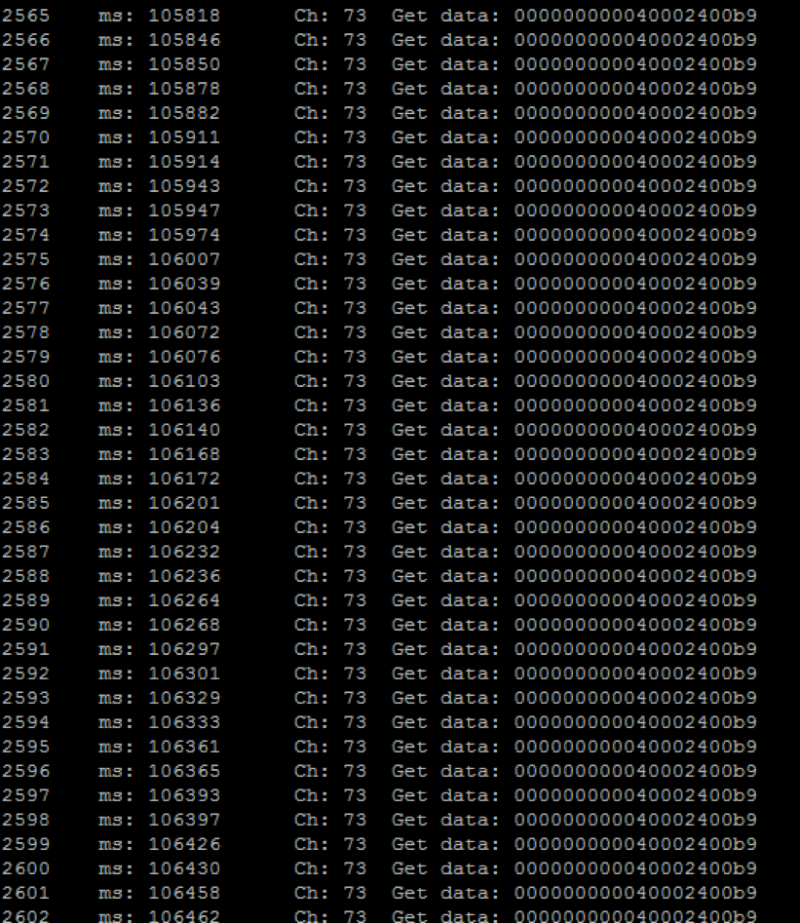 2565    ms: 105818      Ch: 73  Get data: 000000000040002400b9
2566    ms: 105846      Ch: 73  Get data: 000000000040002400b9
2567    ms: 105850      Ch: 73  Get data: 000000000040002400b9
2568    ms: 105878      Ch: 73  Get data: 000000000040002400b9
2569    ms: 105882      Ch: 73  Get data: 000000000040002400b9
2570    ms: 105911      Ch: 73  Get data: 000000000040002400b9
2571    ms: 105914      Ch: 73  Get data: 000000000040002400b9
2572    ms: 105943      Ch: 73  Get data: 000000000040002400b9
2573    ms: 105947      Ch: 73  Get data: 000000000040002400b9
2574    ms: 105974      Ch: 73  Get data: 000000000040002400b9
2575    ms: 106007      Ch: 73  Get data: 000000000040002400b9
2576    ms: 106039      Ch: 73  Get data: 000000000040002400b9
2577    ms: 106043      Ch: 73  Get data: 000000000040002400b9
2578    ms: 106072      Ch: 73  Get data: 000000000040002400b9
2579    ms: 106076      Ch: 73  Get data: 000000000040002400b9
2580    ms: 106103      Ch: 73  Get data: 000000000040002400b9
2581    ms: 106136      Ch: 73  Get data: 000000000040002400b9
2582    ms: 106140      Ch: 73  Get data: 000000000040002400b9
2583    ms: 106168      Ch: 73  Get data: 000000000040002400b9
2584    ms: 106172      Ch: 73  Get data: 000000000040002400b9
2585    ms: 106201      Ch: 73  Get data: 000000000040002400b9
2586    ms: 106204      Ch: 73  Get data: 000000000040002400b9
2587    ms: 106232      Ch: 73  Get data: 000000000040002400b9
2588    ms: 106236      Ch: 73  Get data: 000000000040002400b9
2589    ms: 106264      Ch: 73  Get data: 000000000040002400b9
2590    ms: 106268      Ch: 73  Get data: 000000000040002400b9
2591    ms: 106297      Ch: 73  Get data: 000000000040002400b9
2592    ms: 106301      Ch: 73  Get data: 000000000040002400b9
2593    ms: 106329      Ch: 73  Get data: 000000000040002400b9
2594    ms: 106333      Ch: 73  Get data: 000000000040002400b9
2595    ms: 106361      Ch: 73  Get data: 000000000040002400b9
2596    ms: 106365      Ch: 73  Get data: 000000000040002400b9
2597    ms: 106393      Ch: 73  Get data: 000000000040002400b9
2598    ms: 106397      Ch: 73  Get data: 000000000040002400b9
2599    ms: 106426      Ch: 73  Get data: 000000000040002400b9
2600    ms: 106430      Ch: 73  Get data: 000000000040002400b9
2601    ms: 106458      Ch: 73  Get data: 000000000040002400b9
2602    ms: 106462      Ch: 73  Get data: 000000000040002400b9